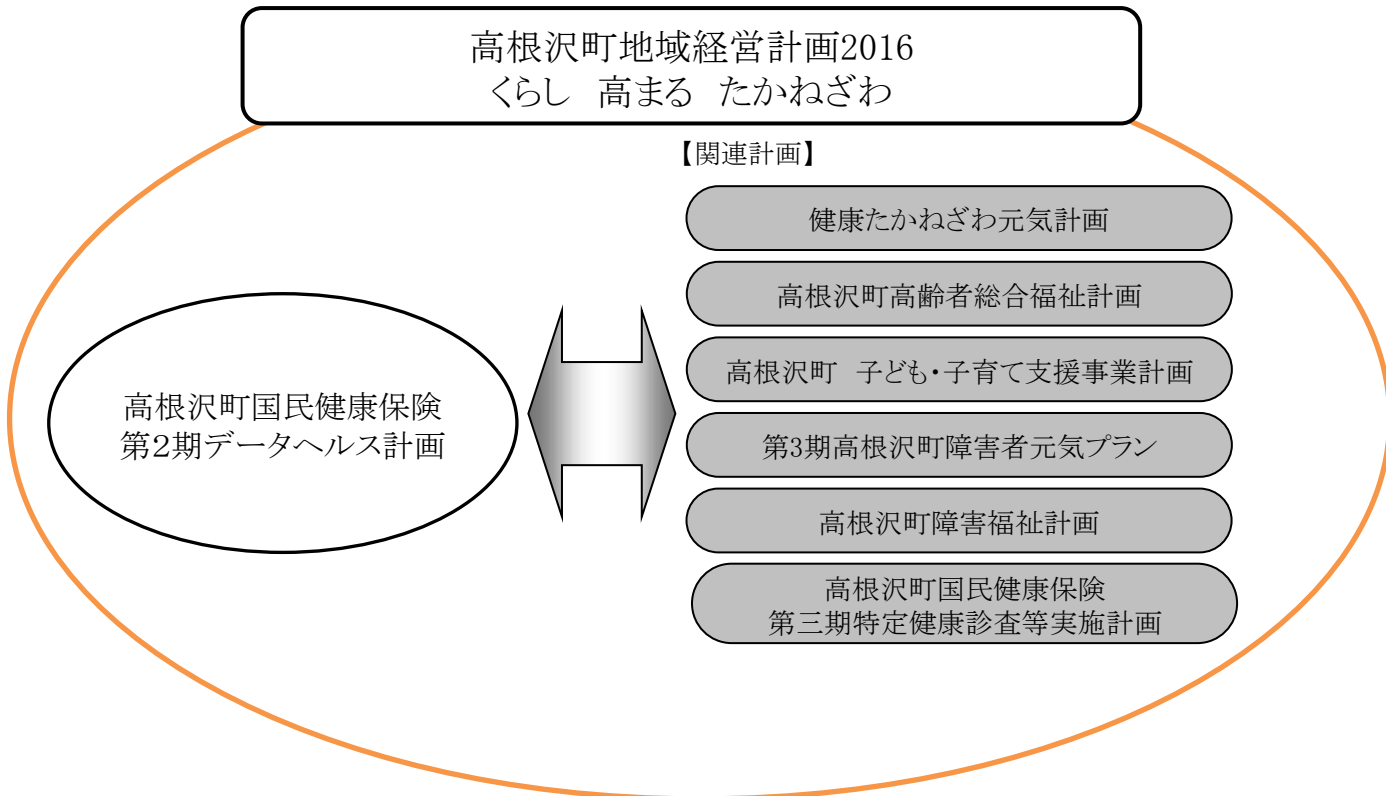 高根沢町地域経営計画2016
くらし　高まる　たかねざわ
【関連計画】
健康たかねざわ元気計画
高根沢町高齢者総合福祉計画
高根沢町　子ども・子育て支援事業計画
高根沢町国民健康保険
第2期データヘルス計画
第3期高根沢町障害者元気プラン
高根沢町障害福祉計画
高根沢町国民健康保険
第三期特定健康診査等実施計画